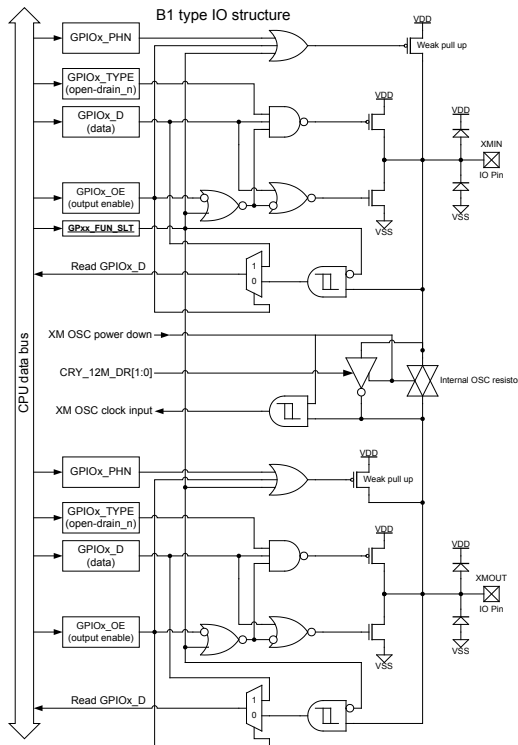 B1 type IO structure
GPIOx_PHN
VDD
Weak pull up
GPIOx_TYPE
(open-drain_n)
GPIOx_D
(data)
VDD
VDD
XMIN
IO Pin
GPIOx_OE
(output enable)
VSS
VSS
GPxx_FUN_SLT
Read GPIOx_D
1
0
CPU data bus
XM OSC power down
CRY_12M_DR[1:0]
Internal OSC resisto
XM OSC clock input
VDD
GPIOx_PHN
Weak pull up
GPIOx_TYPE
(open-drain_n)
GPIOx_D
(data)
VDD
VDD
XMOUT
IO Pin
GPIOx_OE
(output enable)
VSS
VSS
Read GPIOx_D
1
0